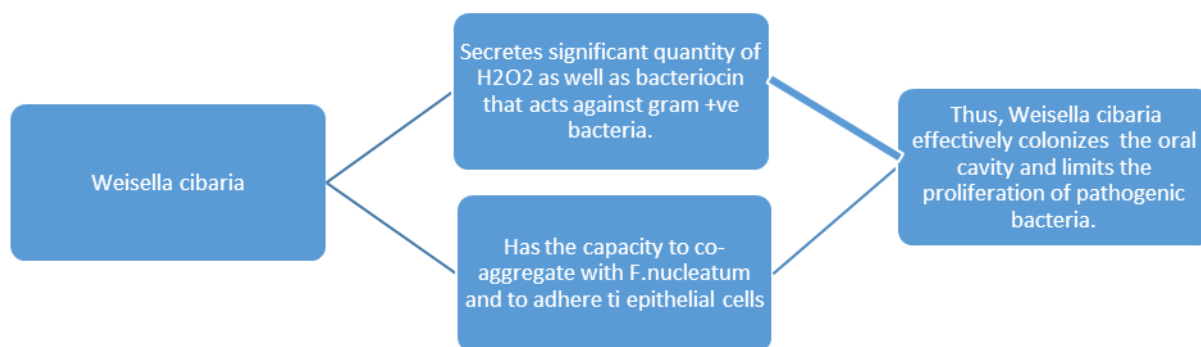 Weisella cibaria
Secretes significant quantity of
H2O2 as well as bacteriocin
that acts against gram +ve
bacteria.
Has the capacity to co-
aggregate with F.nucleatum
and to adhere ti epithelial cells
Thus, Weisella cibaria
effectively colonizes the oral
cavity and limits the
proliferation of pathogenic
bacteria.